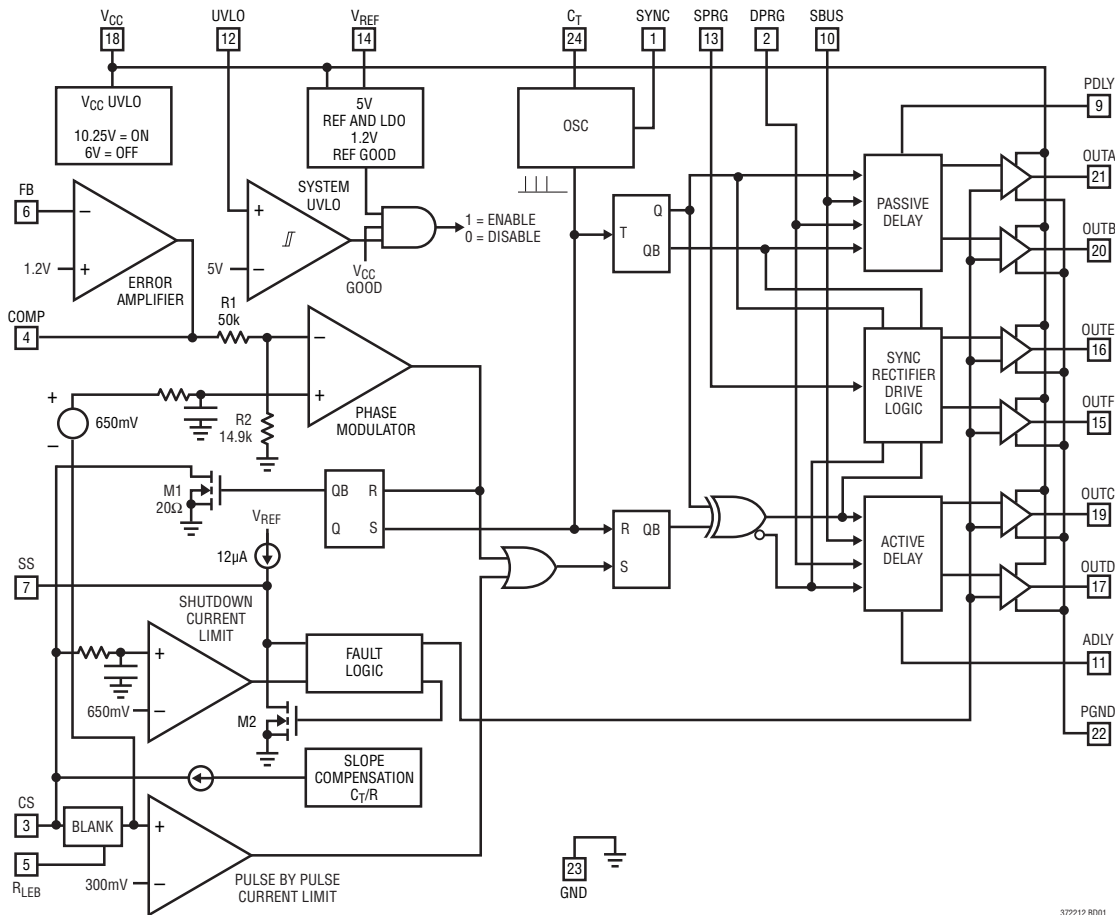 VCC
18
UVLO
12
VREF
14
CT
24
SYNC
1
SPRG
13
DPRG
2
SBUS
10
PDLY
9
VCC UVLO
10.25V = ON
6V = OFF
5V
REF AND LDO
1.2V
REF GOOD
OSC
FB
6
−
+
1.2V
ERROR
AMPLIFIER
SYSTEM
UVLO
+
−
5V
VCC
GOOD
1 = ENABLE
0 = DISABLE
T
Q
QB
PASSIVE
DELAY
OUTA
21
OUTB
20
COMP
4
R1
50k
−
+
PHASE
MODULATOR
R2
14.9k
+
650mV
−
SYNC
RECTIFIER
DRIVE
LOGIC
OUTE
16
OUTF
15
M1
20Ω
QB
R
Q
S
R
QB
S
ACTIVE
DELAY
OUTC
19
OUTD
17
VREF
12µA
SS
7
SHUTDOWN
CURRENT
LIMIT
+
−
650mV
FAULT
LOGIC
M2
ADLY
11
PGND
22
SLOPE
COMPENSATION
CT/R
CS
3
BLANK
+
−
5
RLEB
300mV
PULSE BY PULSE
CURRENT LIMIT
23
GND
372212 BD01